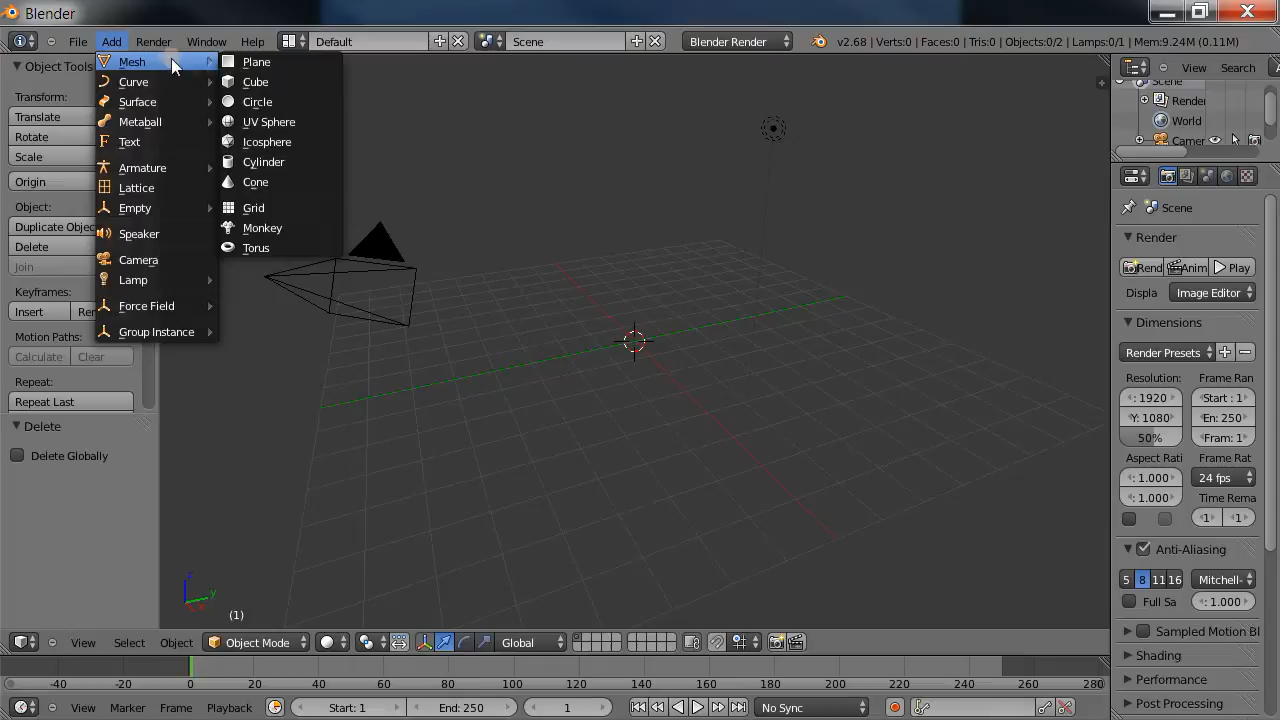 Blender
File Add Render Window Help Default Scene Blender Render v2.68 | Verts:0 | Faces:0 | Tris:0 | Objects:0/2 | Lamps:0/1 | Mem:9.24M (0.11M)
Object Tools
Transform:
Translate
Rotate
Scale
Origin
Object:
Duplicate Objec
Delete
Join
Keyframes:
Insert Re
Motion Paths:
Calculate Clear
Repeat:
Repeat Last
Delete
Delete Globally
Mesh
Curve
Surface
Metaball
Text
Armature
Lattice
Empty
Speaker
Camera
Lamp
Force Field
Group Instance
Plane
Cube
Circle
UV Sphere
Icosphere
Cylinder
Cone
Grid
Monkey
Torus
z
y
x
(1)
View Select Object Object Mode Global
View Search
Scene
Render
World
Camer
Scene
Render
Rend Anim Play
Displa Image Editor
Dimensions
Render Presets
Resolution: Frame Ran
: 1920 Start : 1
Y: 1080 En: 250
50% Fram: 1
Aspect Rati Frame Rat
: 1.000 24 fps
: 1.000 Time Rema
1 1
Anti-Aliasing
5 8 11 16 Mitchell-
Full Sa : 1.000
Sampled Motion Bl
Shading
Performance
Post Processing
-40 -20 0 20 40 60 80 100 120 140 160 180 200 220 240 260 280
View Marker Frame Playback Start: 1 End: 250 1 No Sync